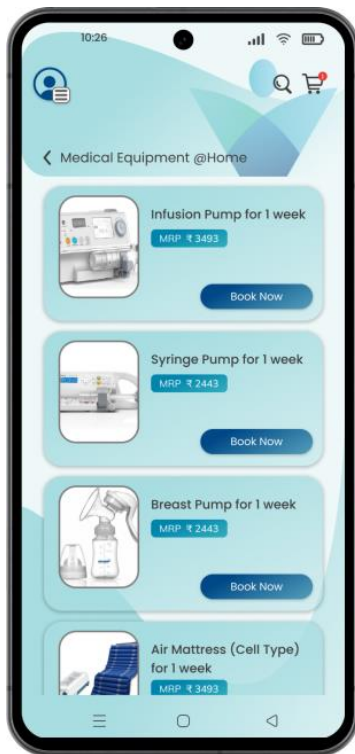 10:26
1
Medical Equipment @Home
Infusion Pump for 1 week
MRP ₹ 3493
Book Now
Syringe Pump for 1 week
MRP ₹ 2443
Book Now
Breast Pump for 1 week
MRP ₹ 2443
Book Now
Air Mattress (Cell Type)
for 1 week
MRP ₹ 3493